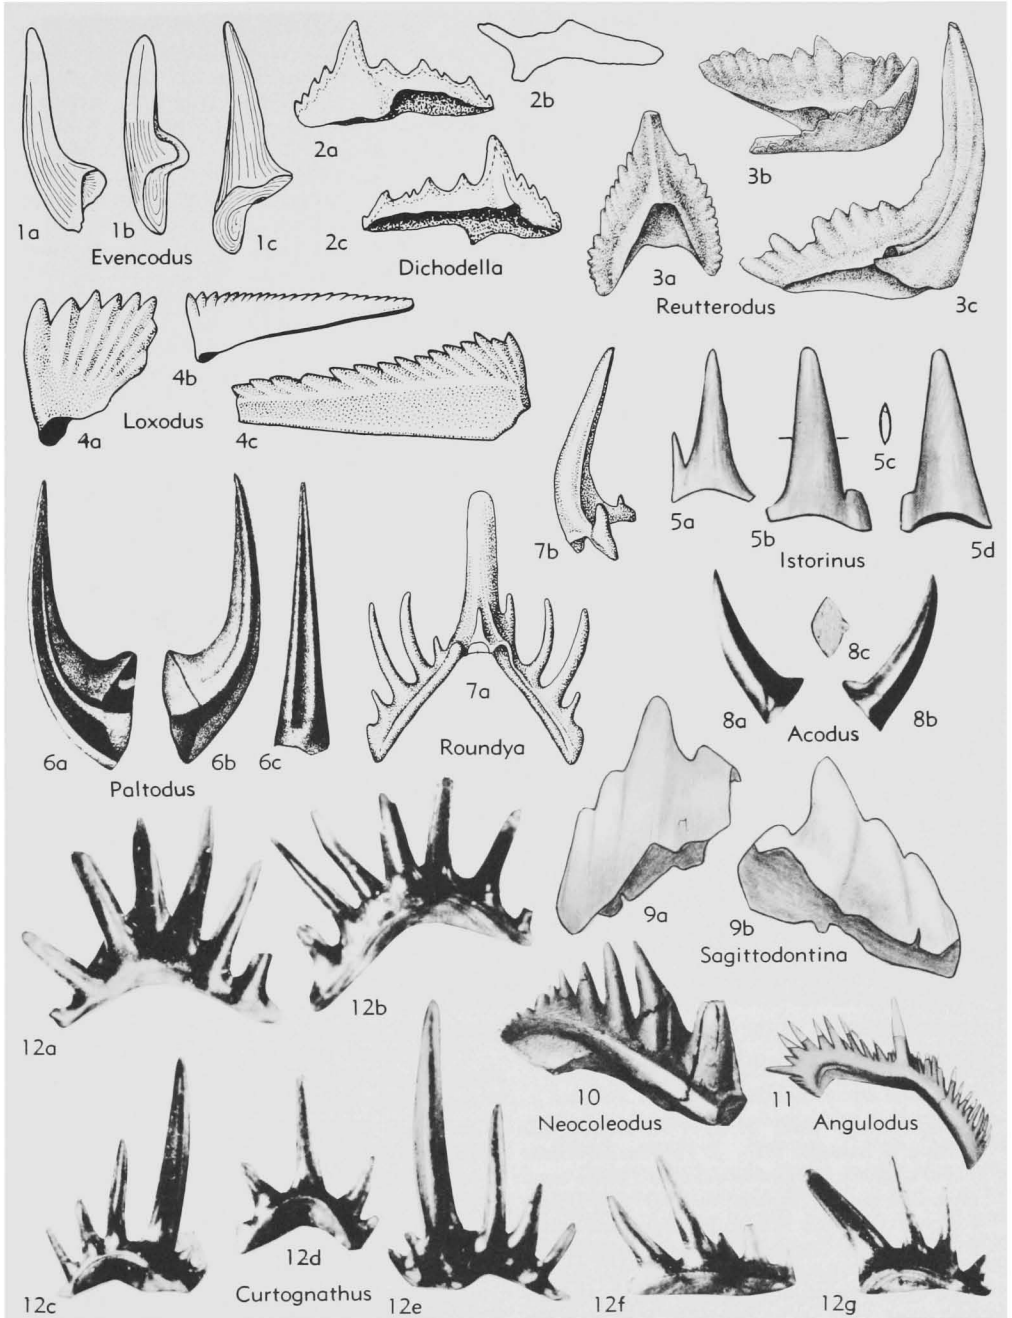 1a
1b
1c
Evencodus
2a
2b
2c
Dichodella
3a
3b
3c
Reutterodus
4a
4b
4c
Loxodus
5a
5b
5c
5d
Istorinus
6a
6b
6c
Paltodus
7b
7a
Roundya
8a
8c
8b
Acodus
9a
9b
Sagittodontina
12a
12b
10
Neocoleodus
11
Angulodus
12c
12d
Curtognathus
12e
12f
12g